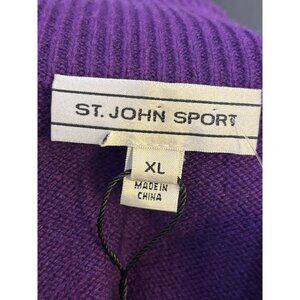 ST. JOHN SPORT
XL
MADE IN
CHINA